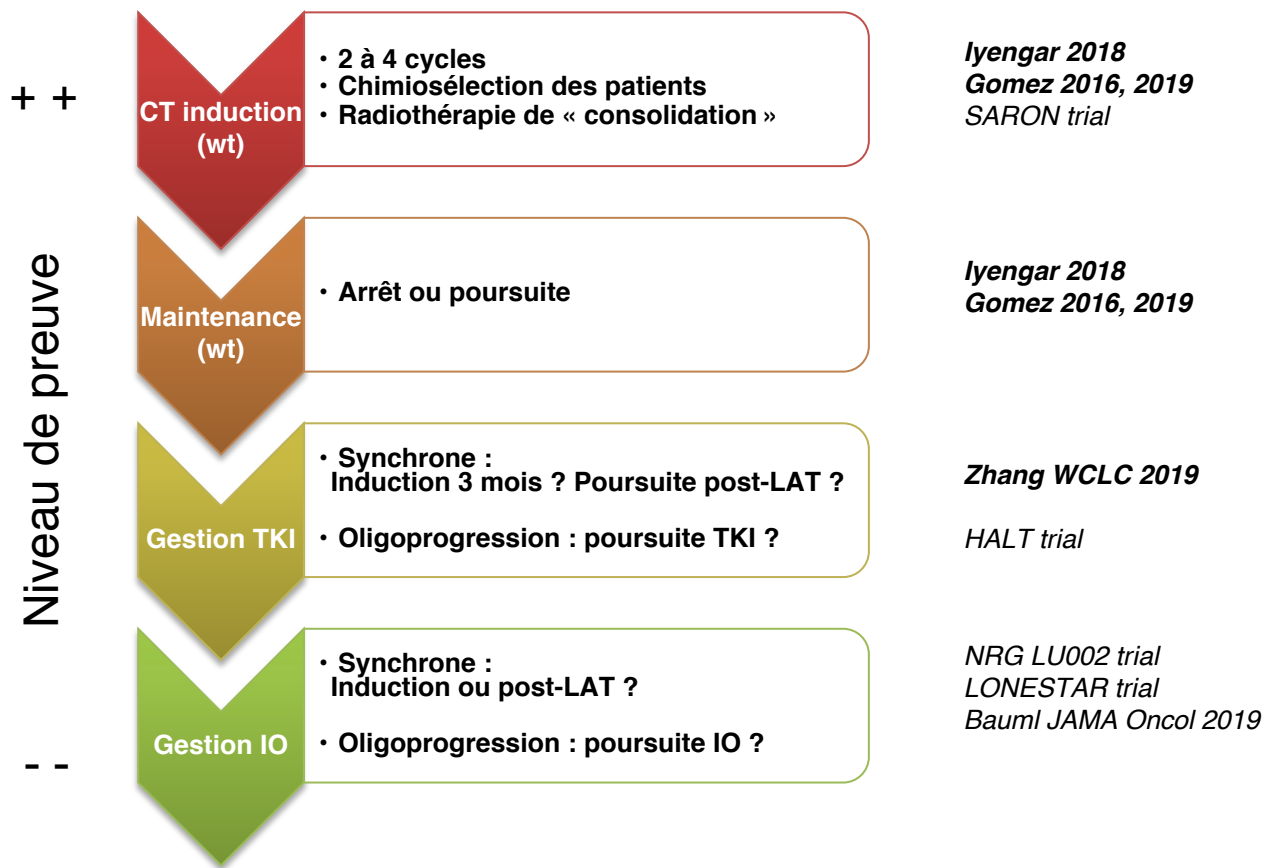 + +
Niveau de preuve
- -
CT induction
(wt)
• 2 à 4 cycles
• Chimiosélection des patients
• Radiothérapie de « consolidation »
Iyengar 2018
Gomez 2016, 2019
SARON trial
Maintenance
(wt)
• Arrêt ou poursuite
Iyengar 2018
Gomez 2016, 2019
Gestion TKI
• Synchrone :
Induction 3 mois ? Poursuite post-LAT ?
• Oligoprogression : poursuite TKI ?
Zhang WCLC 2019
HALT trial
Gestion IO
• Synchrone :
Induction ou post-LAT ?
• Oligoprogression : poursuite IO ?
NRG LU002 trial
LONESTAR trial
Bauml JAMA Oncol 2019